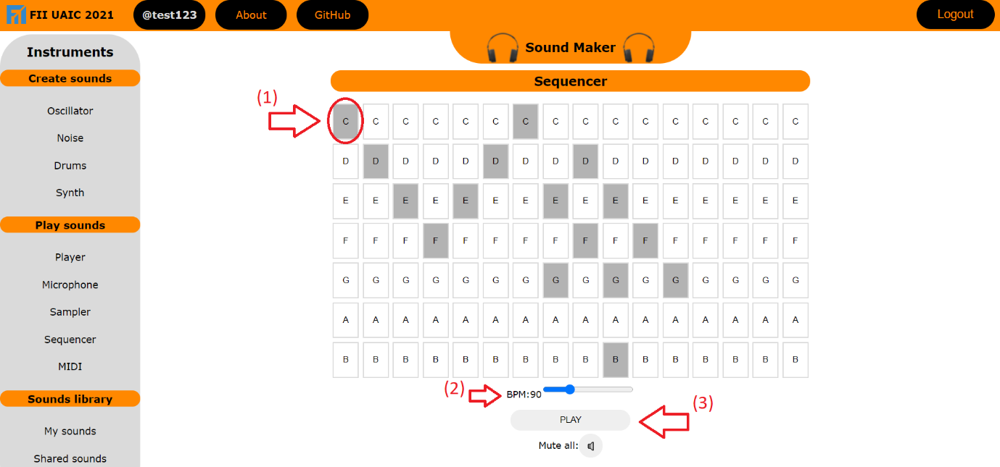 FII UAIC 2021 @test123 About GitHub Logout
Instruments
Create sounds
Oscillator
Noise
Drums
Synth
Play sounds
Player
Microphone
Sampler
Sequencer
MIDI
Sounds library
My sounds
Shared sounds
Sound Maker
Sequencer
(1)
C C C C C C C C C C C C C C C C
D D D D D D D D D D D D D D D D
E E E E E E E E E E E E E E E E
F F F F F F F F F F F F F F F F
G G G G G G G G G G G G G G G G
A A A A A A A A A A A A A A A A
B B B B B B B B B B B B B B B B
(2)
BPM:90
(3)
PLAY
Mute all: